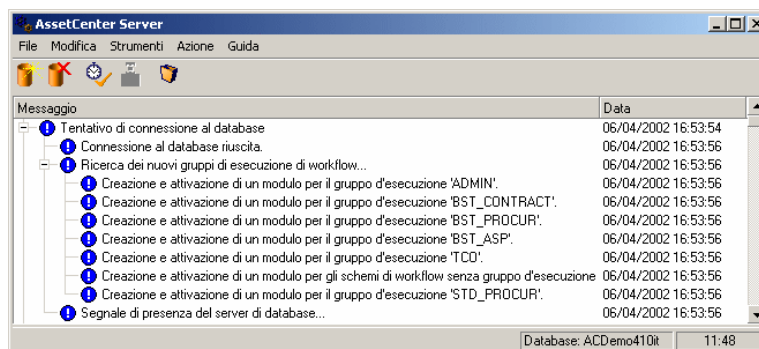 AssetCenter Server
File Modifica Strumenti Azione Guida
Messaggio Data
Tentativo di connessione al database 06/04/2002 16:53:54
Connessione al database riuscita. 06/04/2002 16:53:56
Ricerca dei nuovi gruppi di esecuzione di workflow... 06/04/2002 16:53:56
Creazione e attivazione di un modulo per il gruppo d'esecuzione 'ADMIN'. 06/04/2002 16:53:56
Creazione e attivazione di un modulo per il gruppo d'esecuzione 'BST_CONTRACT'. 06/04/2002 16:53:56
Creazione e attivazione di un modulo per il gruppo d'esecuzione 'BST_PROCUR'. 06/04/2002 16:53:56
Creazione e attivazione di un modulo per il gruppo d'esecuzione 'BST_ASP'. 06/04/2002 16:53:56
Creazione e attivazione di un modulo per il gruppo d'esecuzione 'TCO'. 06/04/2002 16:53:56
Creazione e attivazione di un modulo per gli schemi di workflow senza gruppo d'esecuzione 06/04/2002 16:53:56
Creazione e attivazione di un modulo per il gruppo d'esecuzione 'STD_PROCUR'. 06/04/2002 16:53:56
Segnale di presenza del server di database... 06/04/2002 16:53:56
Database: ACDemo410it 11:48